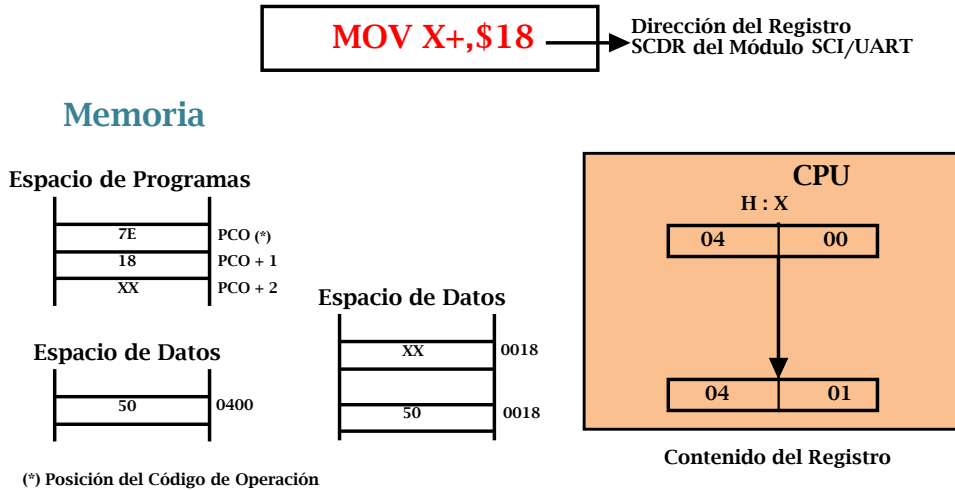 MOV X+,$18
Dirección del Registro
SCDR del Módulo SCI/UART
Memoria
Espacio de Programas
7E PCO (*)
18 PCO + 1
XX PCO + 2
Espacio de Datos
50 0400
Espacio de Datos
XX 0018
50 0018
CPU
H : X
04 00
04 01
Contenido del Registro
(*) Posición del Código de Operación